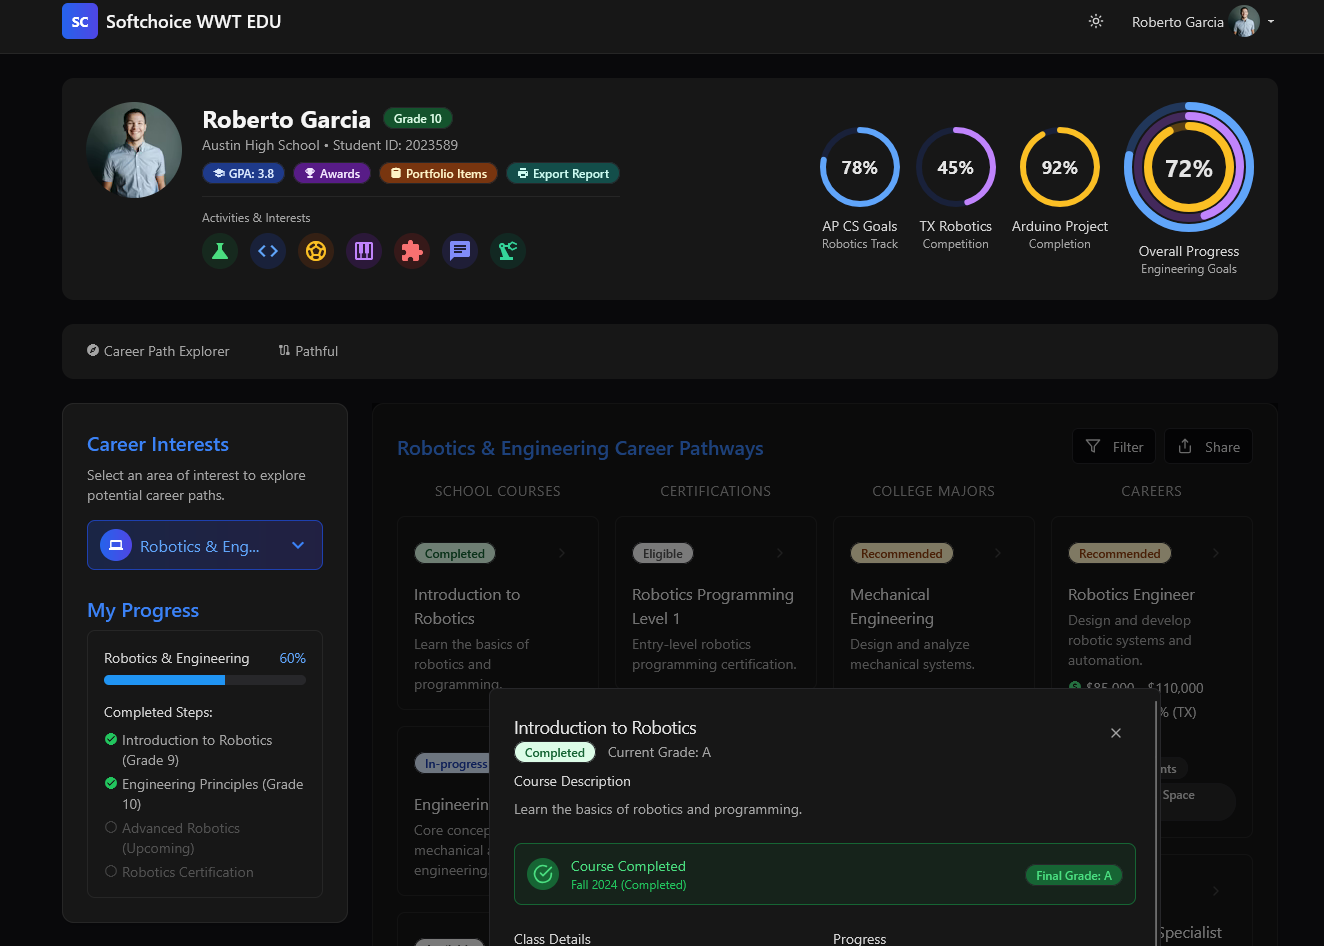 SC Softchoice WWT EDU
Roberto Garcia
Roberto Garcia Grade 10
Austin High School • Student ID: 2023589
GPA: 3.8 Awards Portfolio Items Export Report
Activities & Interests
78%
AP CS Goals
Robotics Track
45%
TX Robotics
Competition
92%
Arduino Project
Completion
72%
Overall Progress
Engineering Goals
Career Path Explorer Pathful
Career Interests
Select an area of interest to explore
potential career paths.
Robotics & Eng...
My Progress
Robotics & Engineering 60%
Completed Steps:
Introduction to Robotics
(Grade 9)
Engineering Principles (Grade
10)
Advanced Robotics
(Upcoming)
Robotics Certification
Robotics & Engineering Career Pathways
Filter Share
SCHOOL COURSES
Completed
Introduction to
Robotics
Learn the basics of
robotics and
programming.
In-progress
Engineerin
Core concep
mechanical a
engineering.
CERTIFICATIONS
Eligible
Robotics Programming
Level 1
Entry-level robotics
programming certification.
COLLEGE MAJORS
Recommended
Mechanical
Engineering
Design and analyze
mechanical systems.
CAREERS
Recommended
Robotics Engineer
Design and develop
robotic systems and
automation.
$85,000 - $110,000
% (TX)
nts
Space
Specialist
Introduction to Robotics
Completed Current Grade: A
Course Description
Learn the basics of robotics and programming.
Course Completed
Fall 2024 (Completed)
Final Grade: A
Class Details Progress